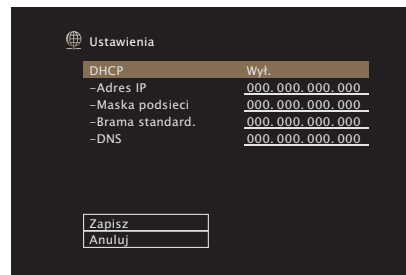 Ustawienia
DHCP Wył.
–Adres IP 000. 000. 000. 000
–Maska podsieci 000. 000. 000. 000
–Brama standard. 000. 000. 000. 000
–DNS 000. 000. 000. 000
Zapisz
Anuluj